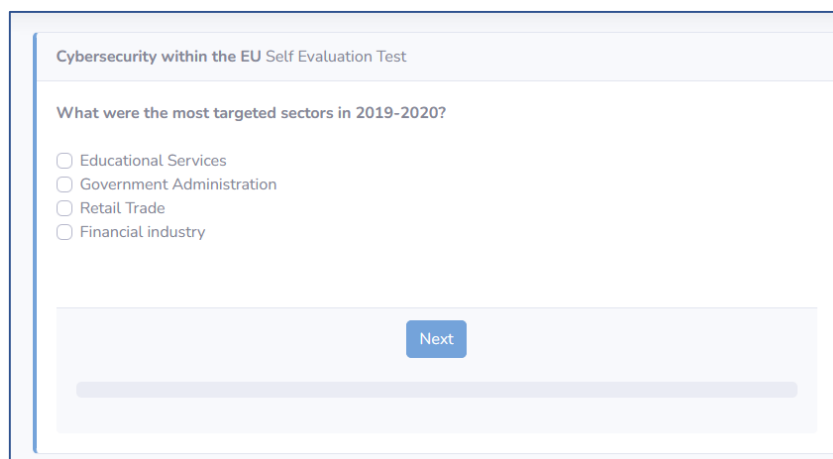 Cybersecurity within the EU Self Evaluation Test
What were the most targeted sectors in 2019-2020?
Educational Services
Government Administration
Retail Trade
Financial industry
Next